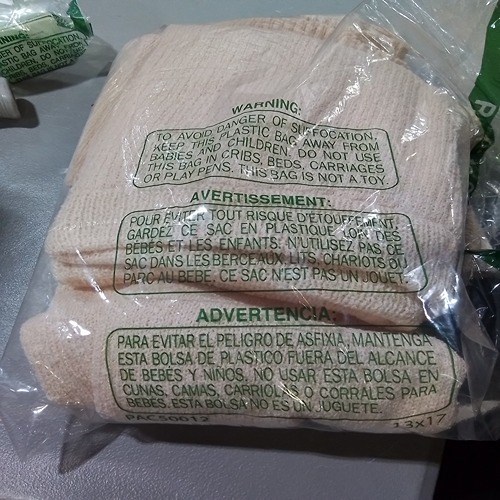 WARNING:
TO AVOID DANGER OF SUFFOCATION,
KEEP THIS PLASTIC BAG AWAY FROM
BABIES AND CHILDREN. DO NOT USE
THIS BAG IN CRIBS, BEDS, CARRIAGES
OR PLAY PENS. THIS BAG IS NOT A TOY.
AVERTISSEMENT:
POUR ÉVITER TOUT RISQUE D'ÉTOUFFEMENT,
GARDEZ CE SAC EN PLASTIQUE LOIN DES
BÉBÉS ET LES ENFANTS. N'UTILISEZ PAS CE
SAC DANS LES BERCEAUX, LITS, CHARIOTS OU
PARC AU BEBE. CE SAC N'EST PAS UN JOUET.
ADVERTENCIA:
PARA EVITAR EL PELIGRO DE ASFIXIA, MANTENGA
ESTA BOLSA DE PLASTICO FUERA DEL ALCANCE
DE BEBÉS Y NIÑOS. NO USAR ESTA BOLSA EN
CUNAS, CAMAS, CARRIOLAS O CORRALES PARA
BEBÉS. ESTA BOLSA NO ES UN JUGUETE.
PAC50012 13x17